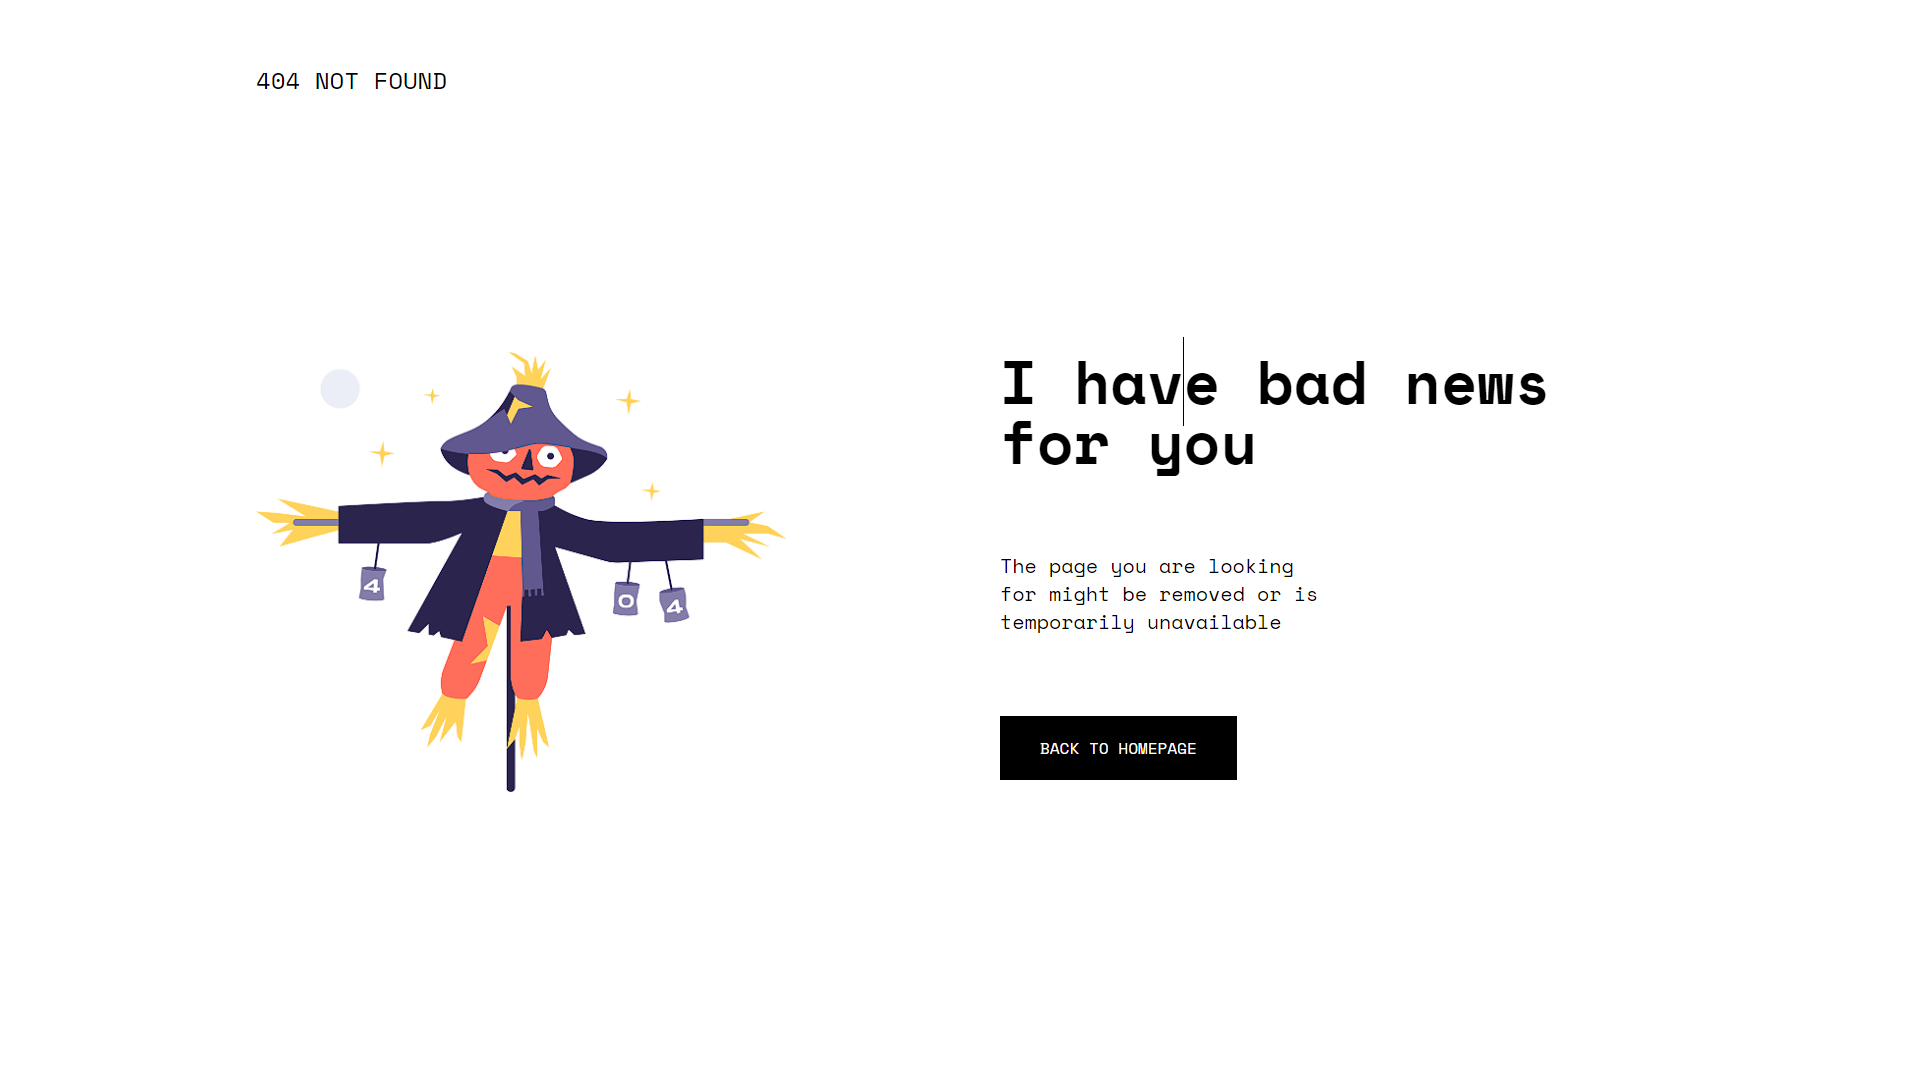 404 NOT FOUND
I have bad news
for you
4
0
4
The page you are looking
for might be removed or is
temporarily unavailable
BACK TO HOMEPAGE